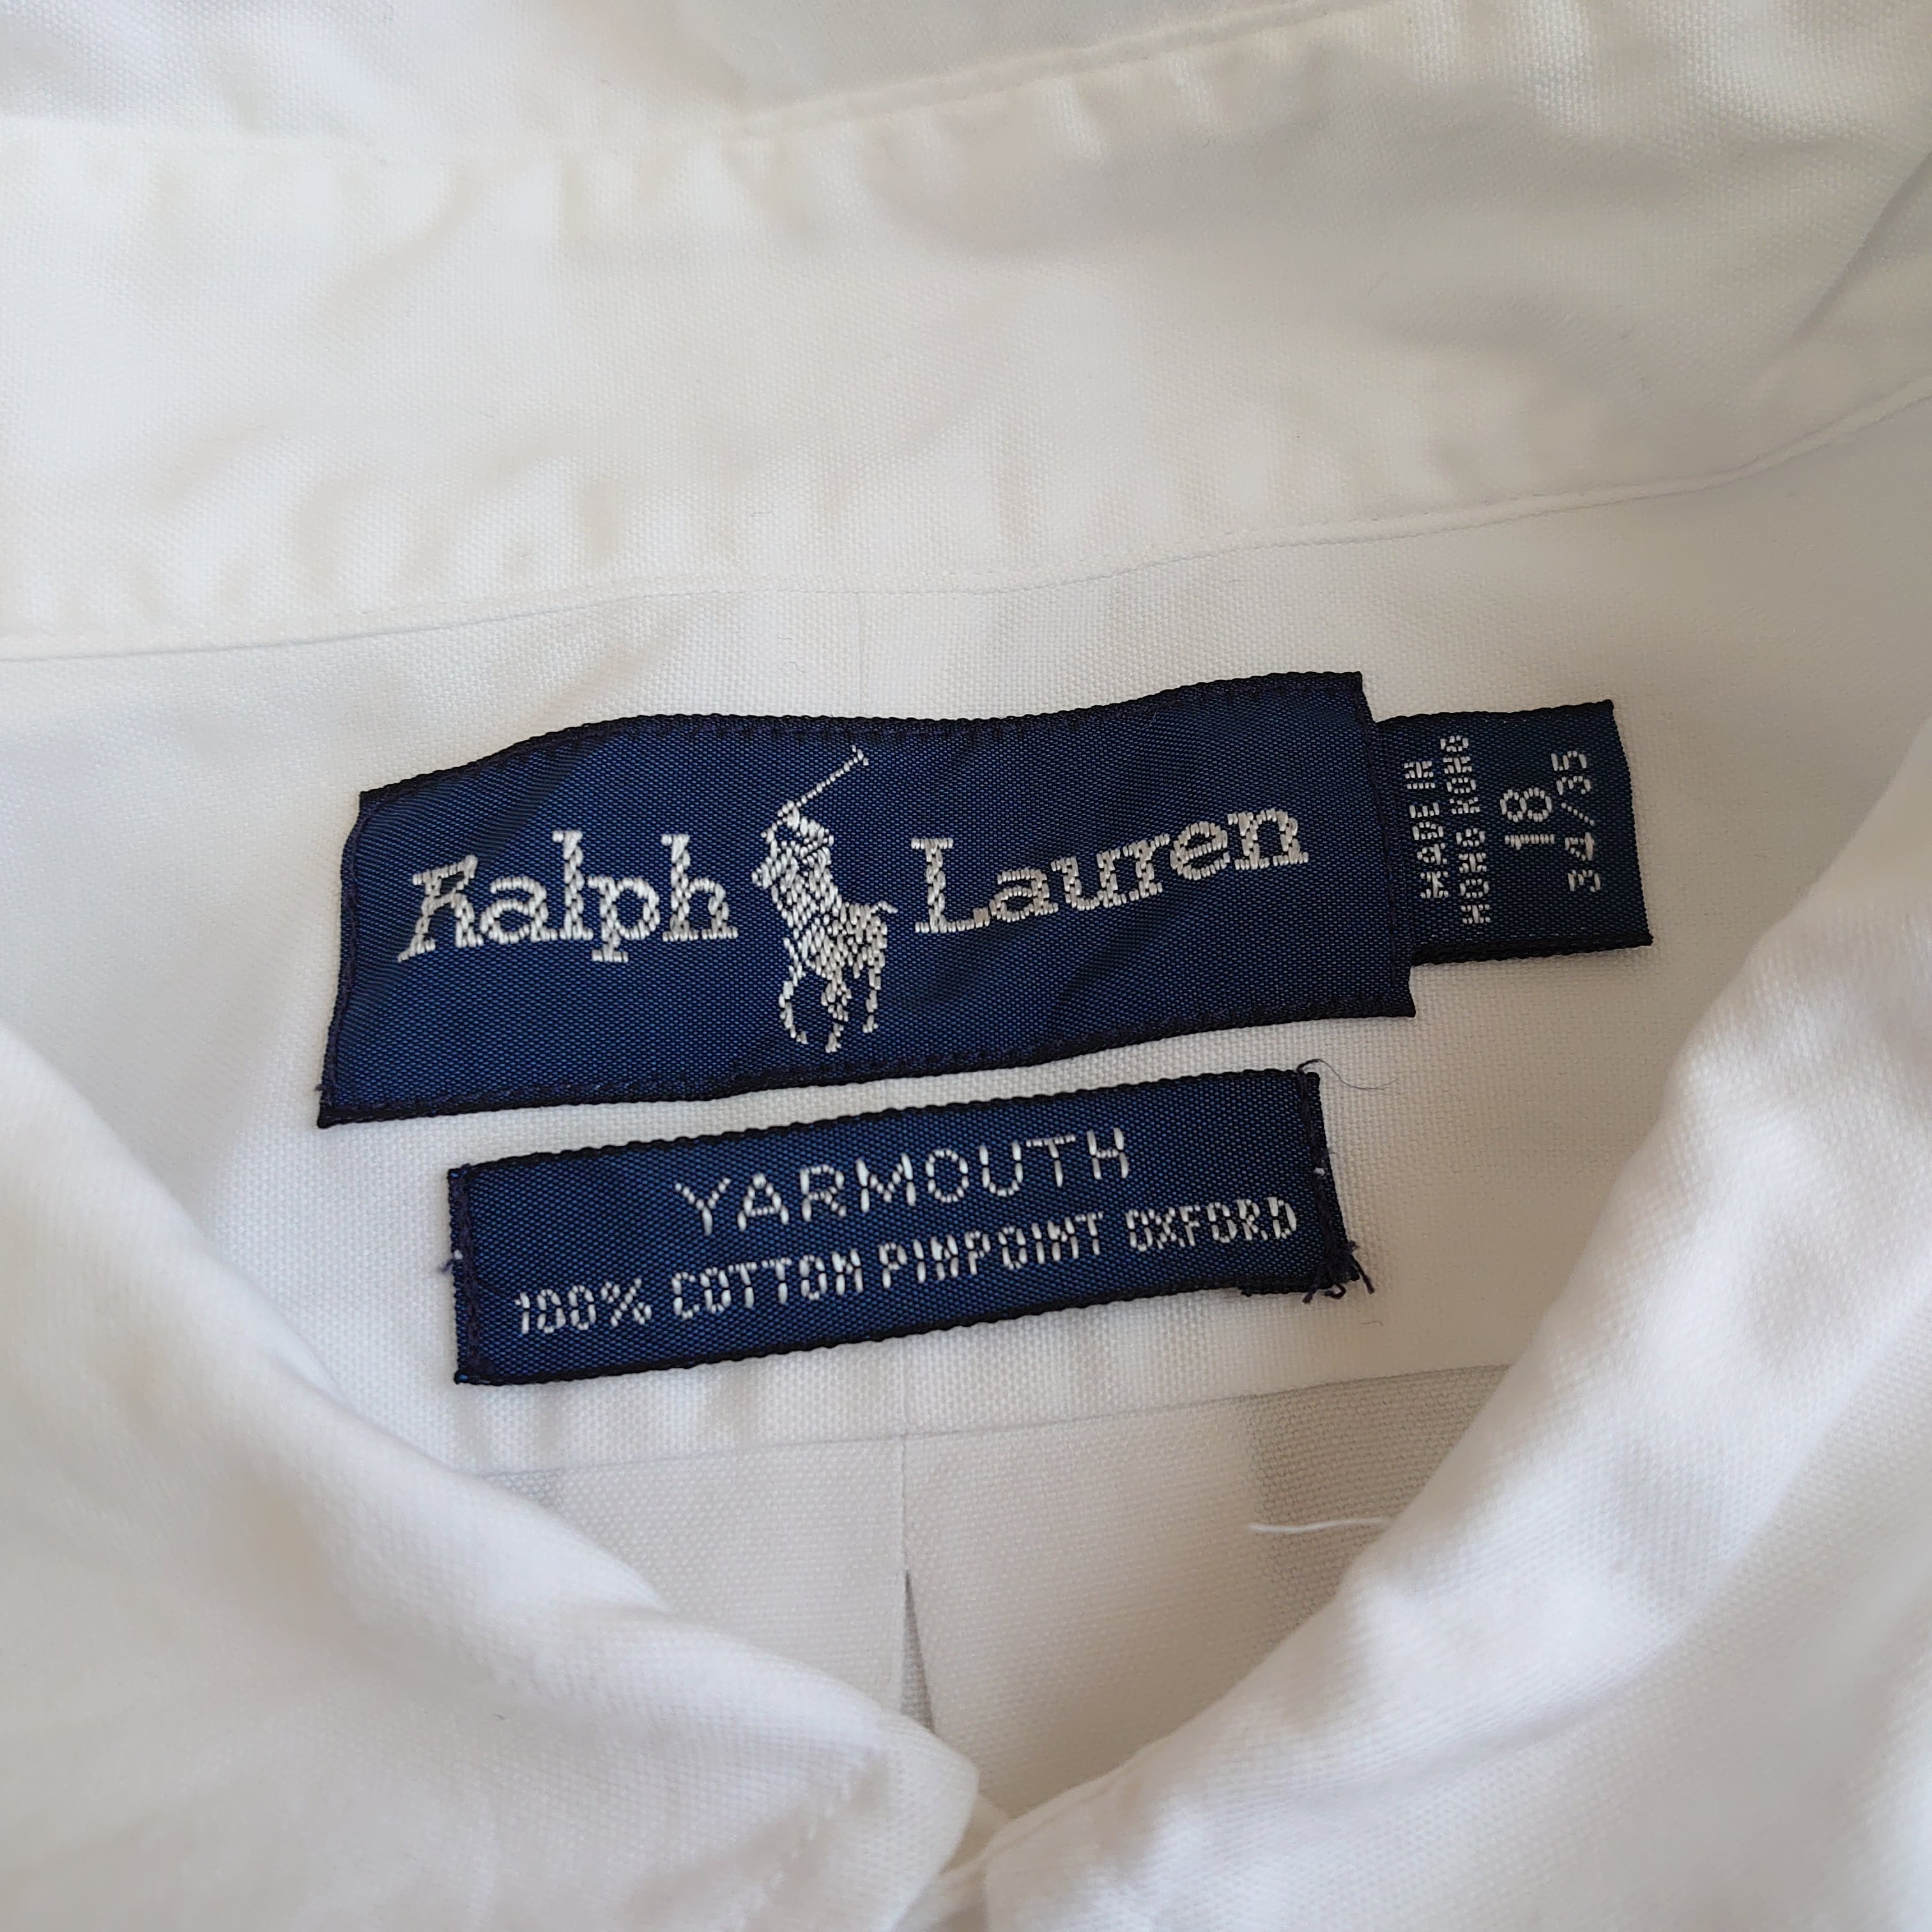 Ralph Lauren
MADE IN
HONG KONG
18
34/35
YARMOUTH
100% COTTON PINPOINT OXFORD